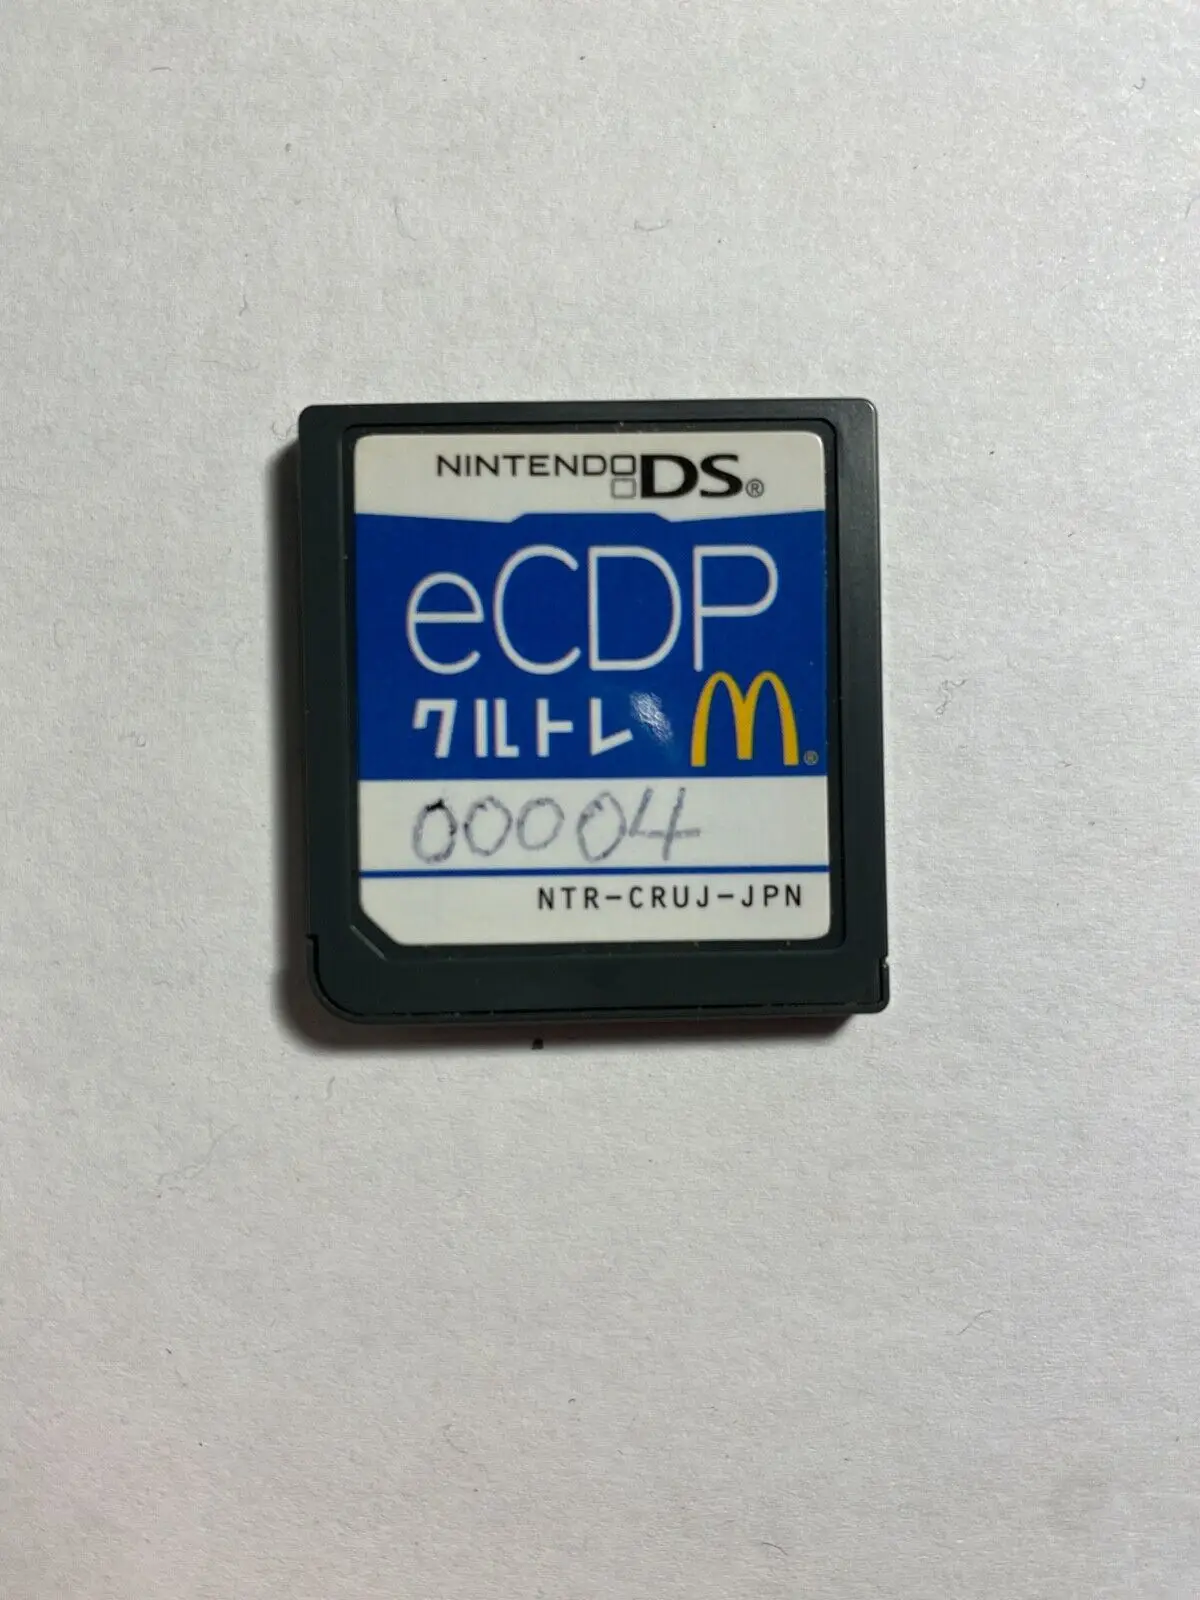 NINTENDO DS®
eCDP
クルトレ M®
00004
NTR-CRUJ-JPN